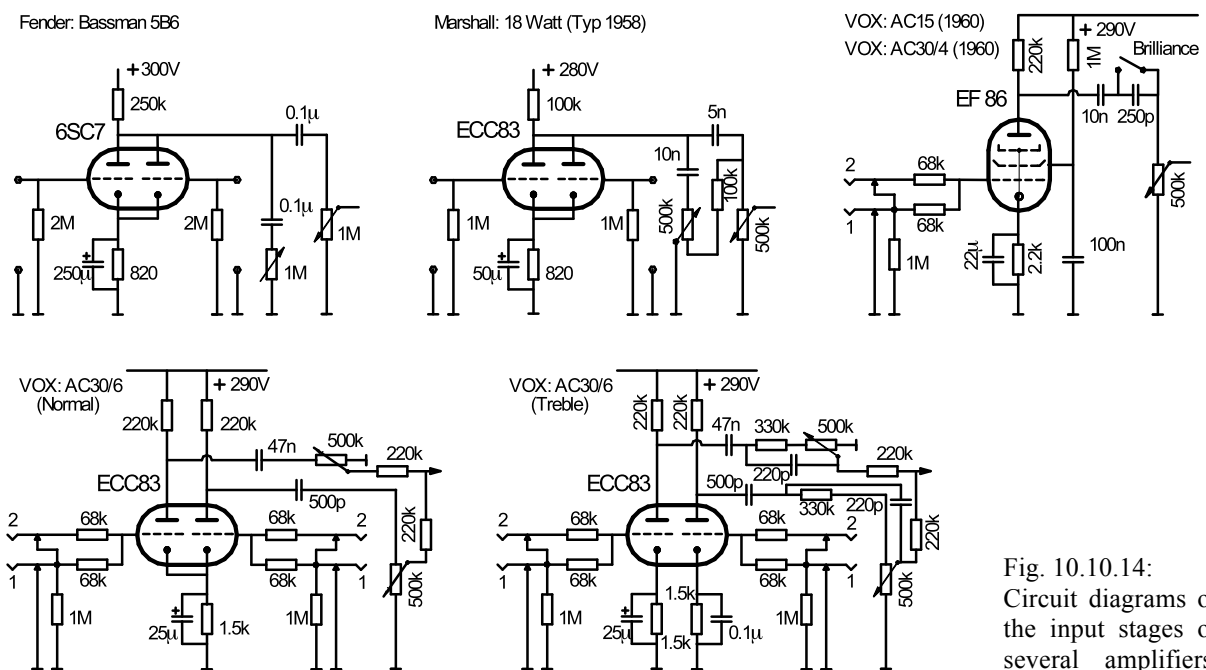 Fender: Bassman 5B6
+300V
250k
6SC7
0.1µ
0.1µ
2M
2M
250µ
820
1M
1M
Marshall: 18 Watt (Typ 1958)
+280V
100k
ECC83
5n
10n
100k
500k
500k
1M
1M
50µ
820
VOX: AC15 (1960)
VOX: AC30/4 (1960)
+290V
220k
1M
Brilliance
EF 86
10n
250p
2
68k
1
68k
1M
22µ
2.2k
100n
500k
VOX: AC30/6
(Normal)
+290V
220k
220k
47n
500k
220k
ECC83
500p
220k
2
68k
68k
2
1
68k
68k
1
1M
25µ
1.5k
1M
500k
VOX: AC30/6
(Treble)
+290V
220k
220k
47n
330k
500k
220k
220p
ECC83
500p
330k
220p
220k
2
68k
68k
2
1
68k
68k
1
1M
25µ
1.5k
1.5k
0.1µ
1M
500k
Fig. 10.10.14:
Circuit diagrams o
the input stages o
several amplifiers